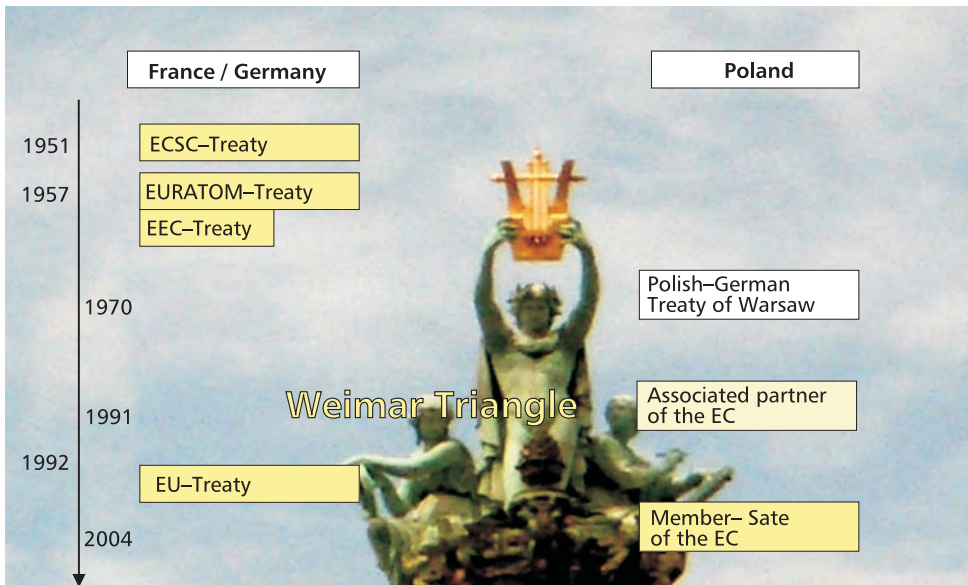 France / Germany
Poland
1951
ECSC–Treaty
1957
EURATOM–Treaty
EEC–Treaty
1970
Polish–German
Treaty of Warsaw
Weimar Triangle
1991
Associated partner
of the EC
1992
EU–Treaty
2004
Member– Sate
of the EC